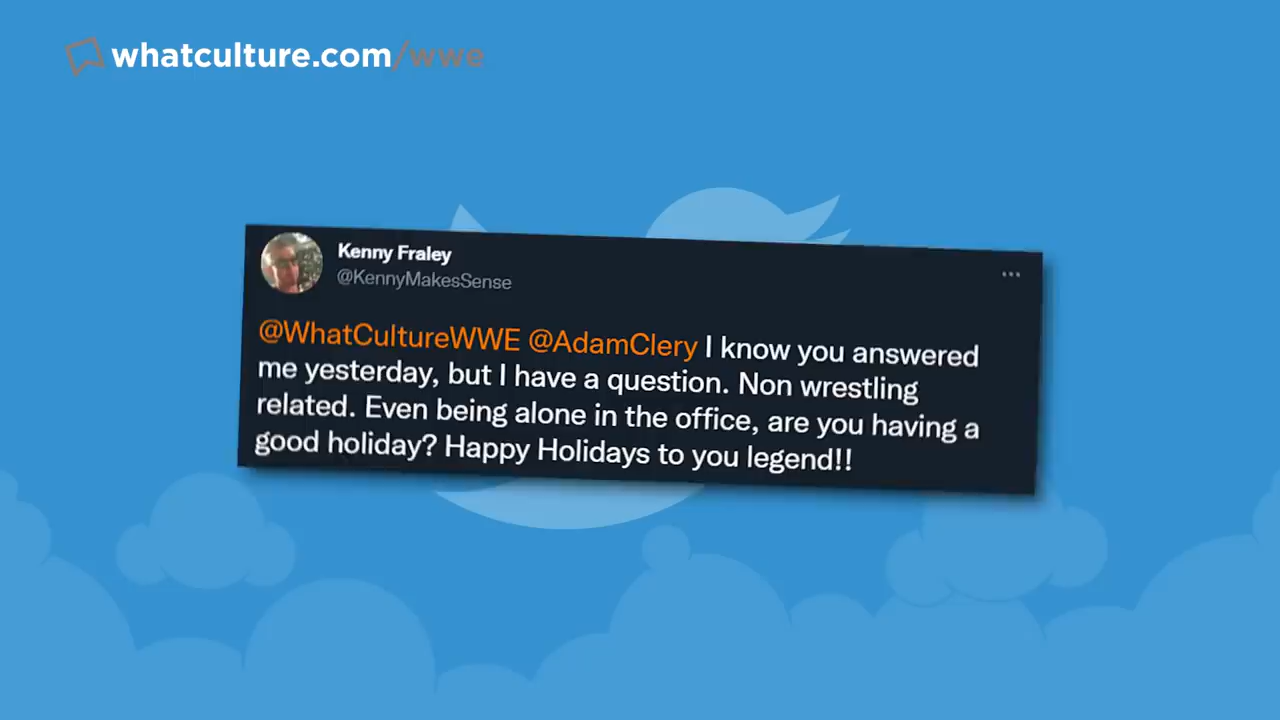 whatculture.com/wwe
Kenny Fraley
@KennyMakesSense
@WhatCultureWWE @AdamClery I know you answered
me yesterday, but I have a question. Non wrestling
related. Even being alone in the office, are you having a
good holiday? Happy Holidays to you legend!!